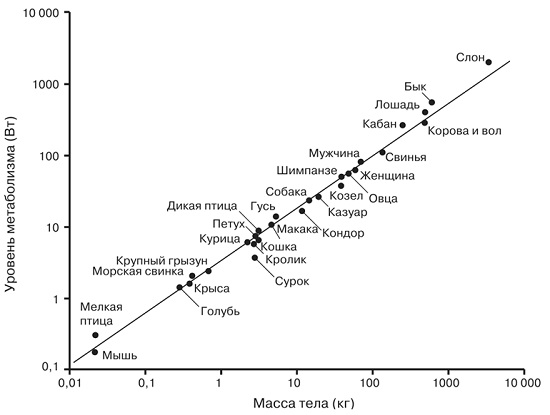 10 000
1000
100
10
1
0,1
Уровень метаболизма (Вт)
Слон
Бык
Лошадь
Кабан
Корова и вол
Мужчина
Свинья
Шимпанзе
Женщина
Козел
Овца
Собака
Казуар
Дикая птица
Гусь
Макака
Кондор
Петух
Курица
Кошка
Кролик
Крупный грызун
Морская свинка
Сурок
Крыса
Голубь
Мелкая
птица
Мышь
0,01
0,1
1
10
100
1000
10 000
Масса тела (кг)